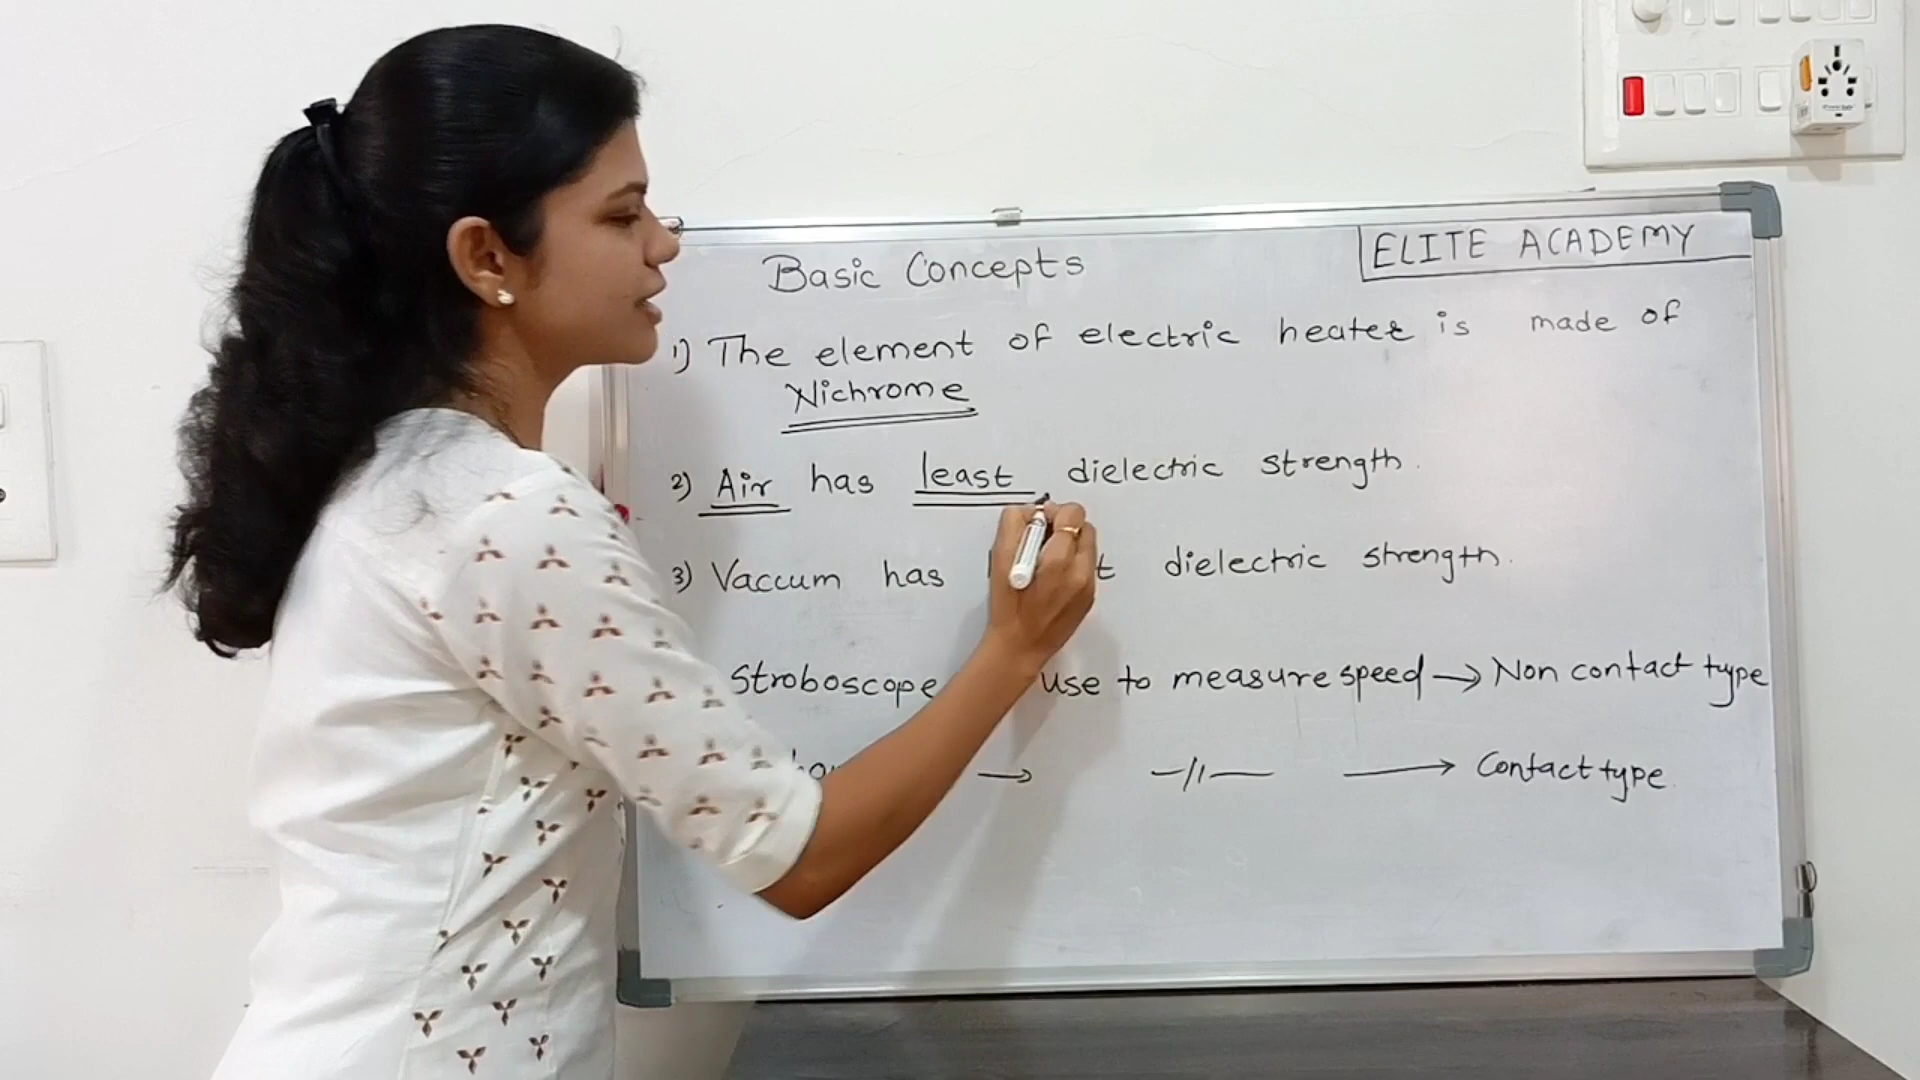 Basic Concepts
ELITE ACADEMY
1) The element of electric heater is made of
Nichrome
2) Air has least dielectric strength.
3) Vaccum has dielectric strength.
Stroboscope use to measure speed → Non contact type
→ —//— → Contact type